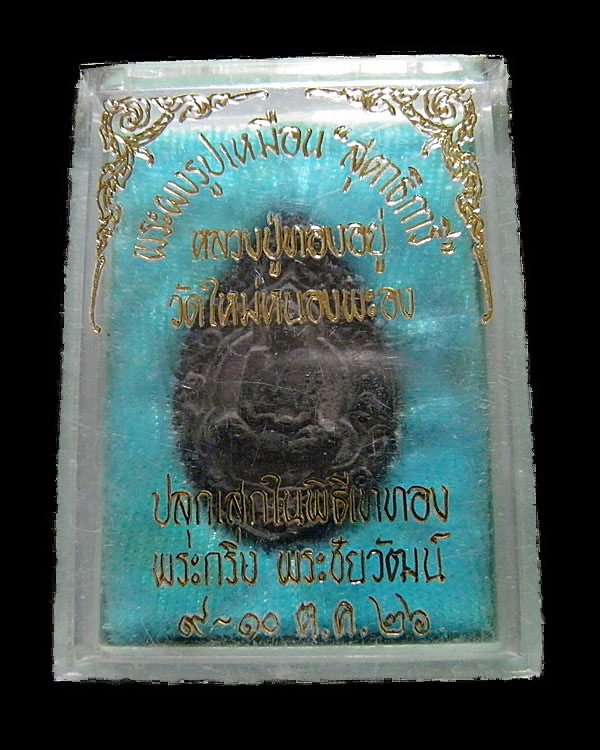 พระผงรูปเหมือน "สุตาธิการี"
หลวงปู่ทองอยู่
วัดใหม่หนองพะอง
ปลุกเสกในพิธีเททอง
พระกริ่ง พระชัยวัฒน์
๙-๑๐ ต.ค.๒๖